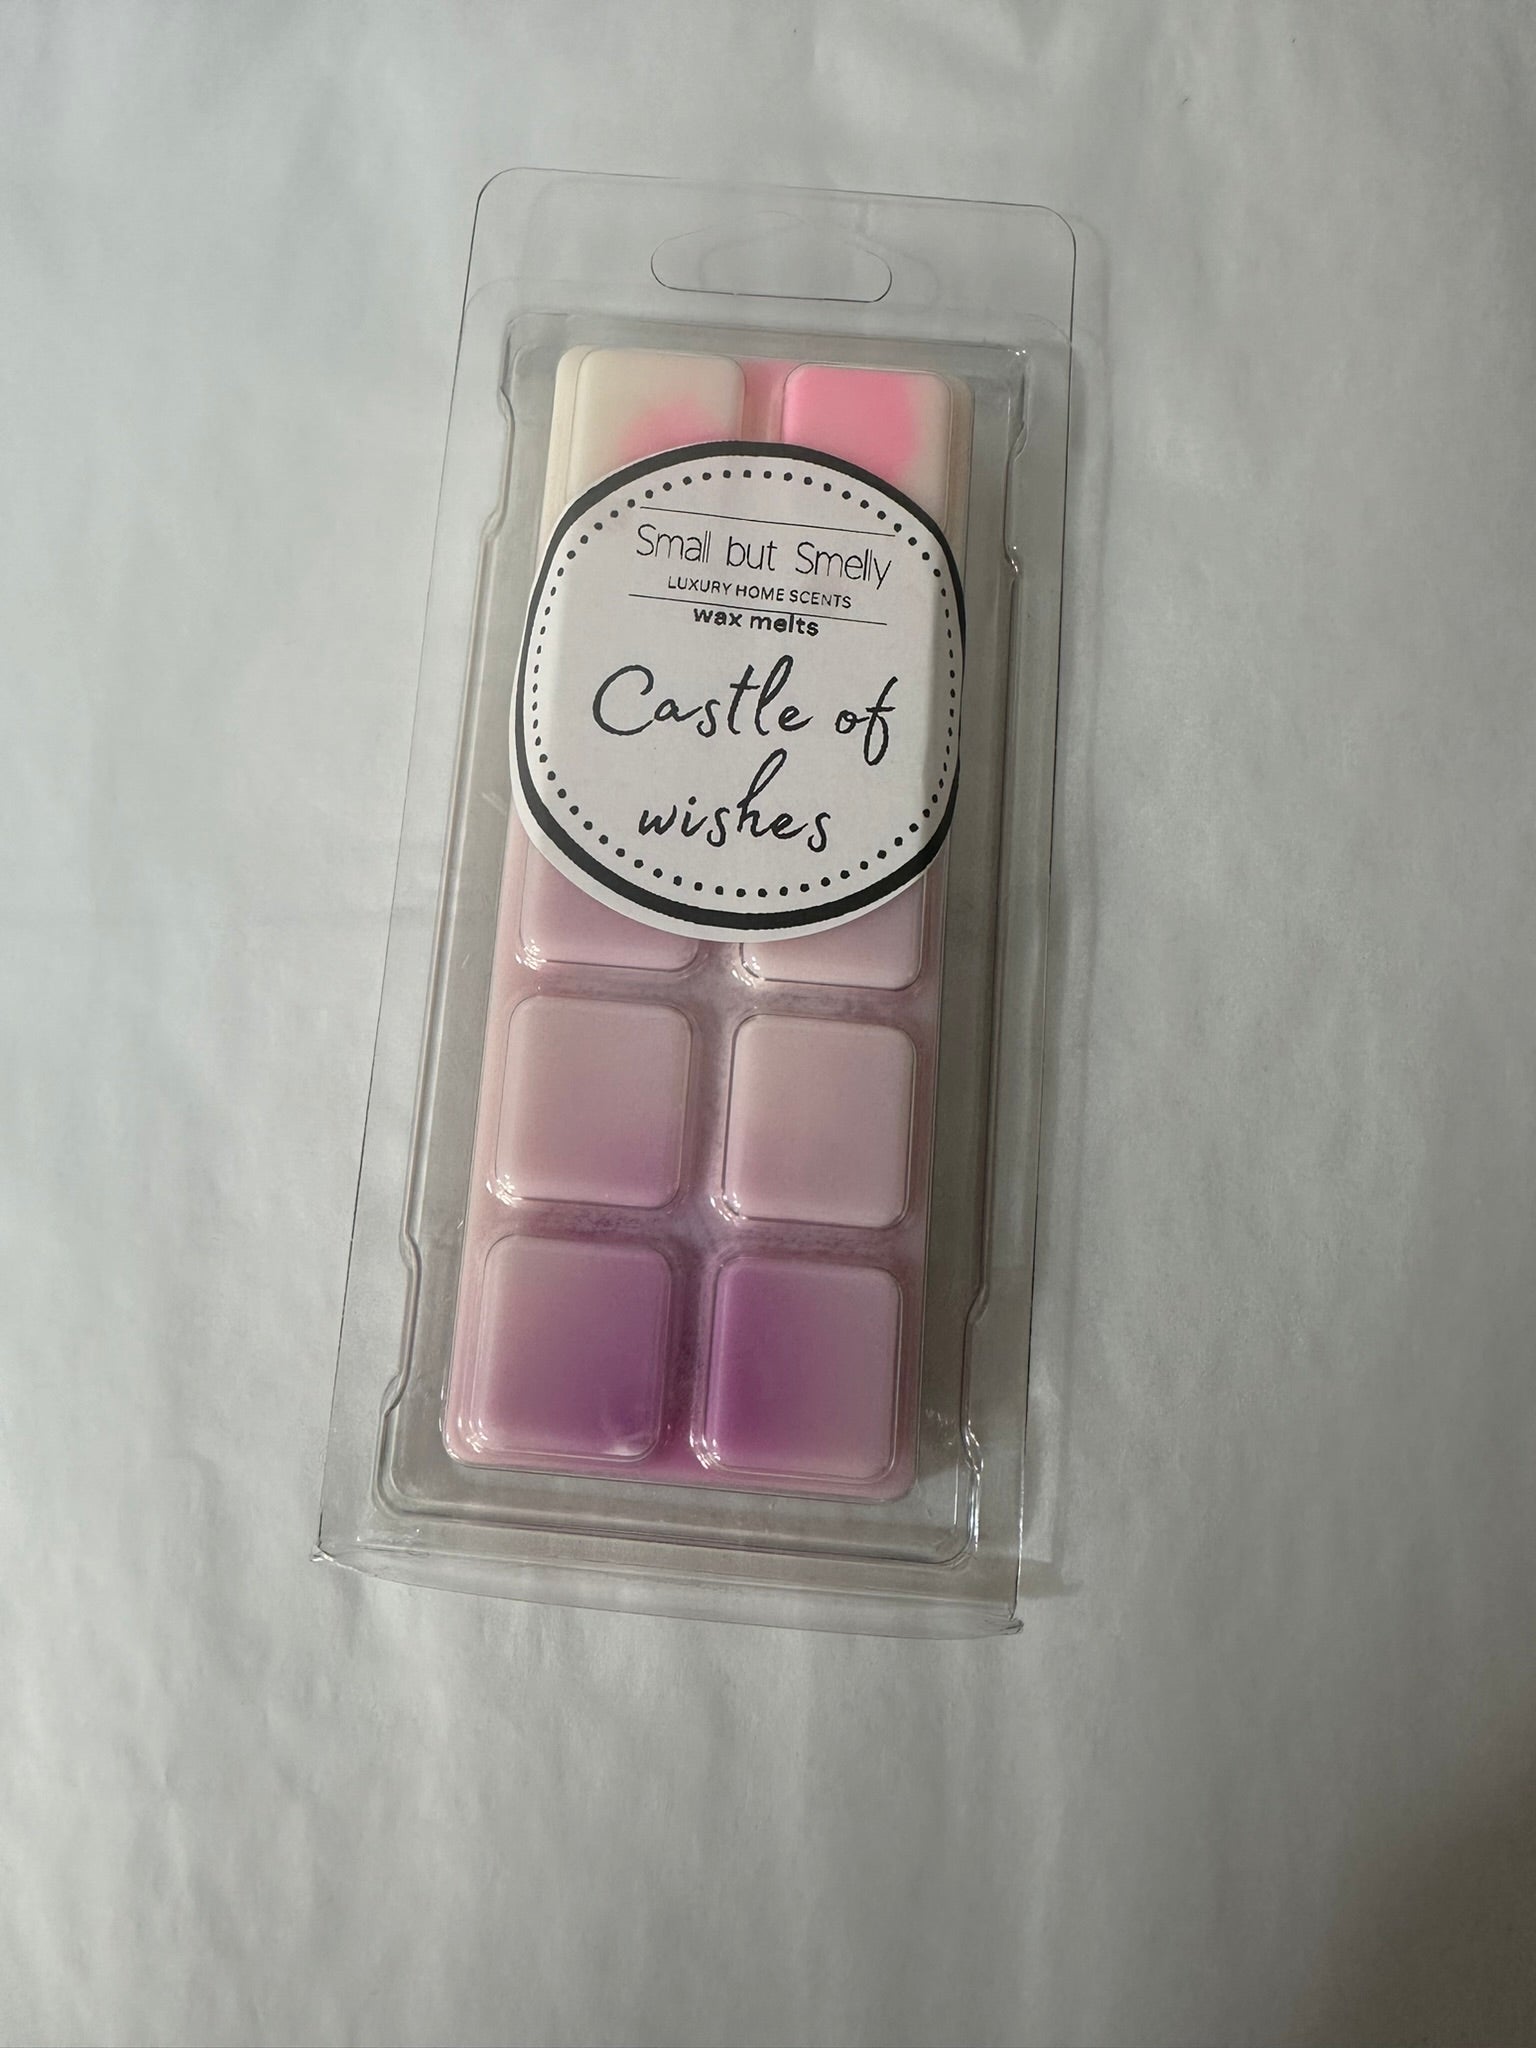 Small but Smelly
LUXURY HOME SCENTS
wax melts
Castle of
wishes